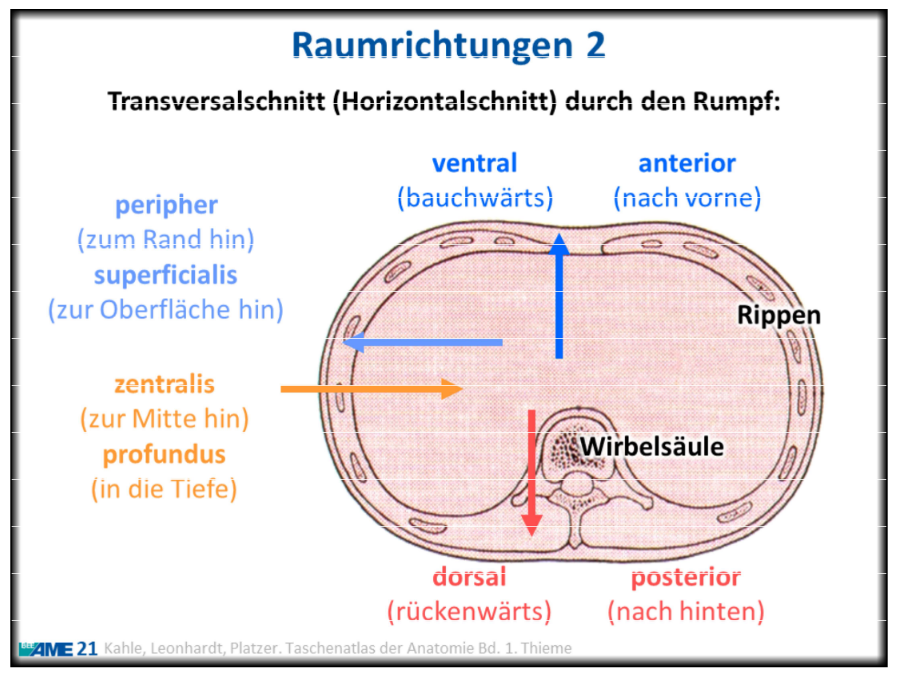 Raumrichtungen 2
Transversalschnitt (Horizontalschnitt) durch den Rumpf:
ventral
(bauchwärts)
anterior
(nach vorne)
peripher
(zum Rand hin)
superficialis
(zur Oberfläche hin)
Rippen
zentralis
(zur Mitte hin)
profundus
(in die Tiefe)
Wirbelsäule
dorsal
(rückenwärts)
posterior
(nach hinten)
AME 21 Kahle, Leonhardt, Platzer. Taschenatlas der Anatomie Bd. 1. Thieme